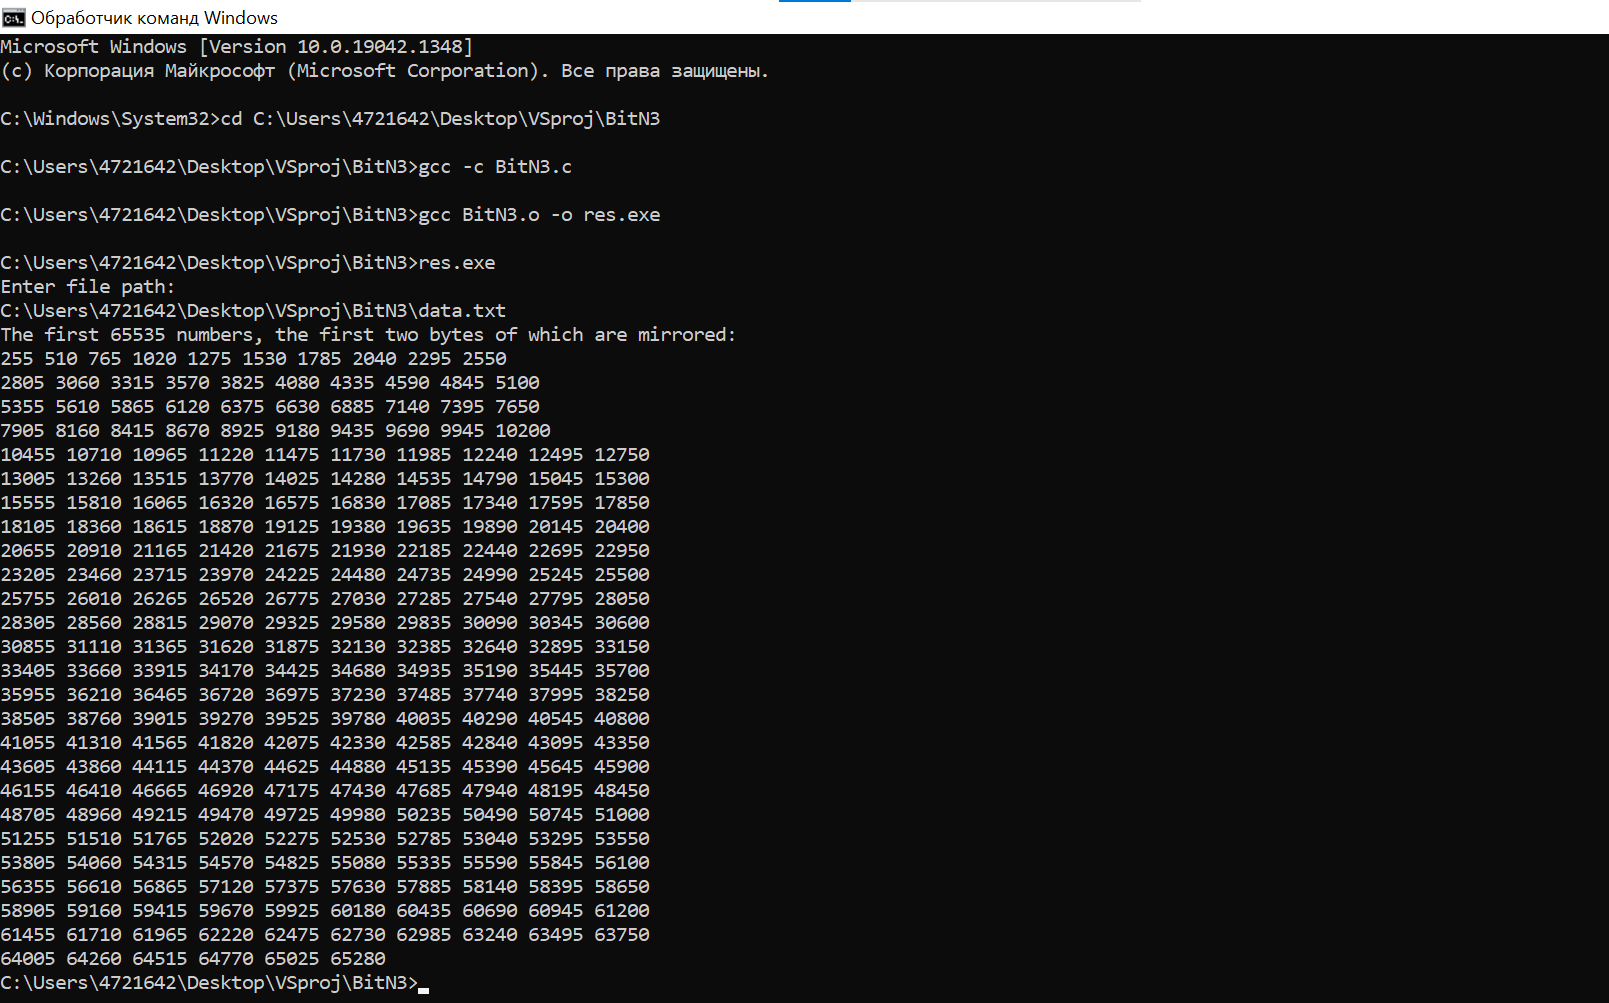 Обработчик команд Windows
Microsoft Windows [Version 10.0.19042.1348]
(c) Корпорация Майкрософт (Microsoft Corporation). Все права защищены.
C:\Windows\System32>cd C:\Users\4721642\Desktop\VSproj\BitN3
C:\Users\4721642\Desktop\VSproj\BitN3>gcc -c BitN3.c
C:\Users\4721642\Desktop\VSproj\BitN3>gcc BitN3.o -o res.exe
C:\Users\4721642\Desktop\VSproj\BitN3>res.exe
Enter file path:
C:\Users\4721642\Desktop\VSproj\BitN3\data.txt
The first 65535 numbers, the first two bytes of which are mirrored:
255 510 765 1020 1275 1530 1785 2040 2295 2550
2805 3060 3315 3570 3825 4080 4335 4590 4845 5100
5355 5610 5865 6120 6375 6630 6885 7140 7395 7650
7905 8160 8415 8670 8925 9180 9435 9690 9945 10200
10455 10710 10965 11220 11475 11730 11985 12240 12495 12750
13005 13260 13515 13770 14025 14280 14535 14790 15045 15300
15555 15810 16065 16320 16575 16830 17085 17340 17595 17850
18105 18360 18615 18870 19125 19380 19635 19890 20145 20400
20655 20910 21165 21420 21675 21930 22185 22440 22695 22950
23205 23460 23715 23970 24225 24480 24735 24990 25245 25500
25755 26010 26265 26520 26775 27030 27285 27540 27795 28050
28305 28560 28815 29070 29325 29580 29835 30090 30345 30600
30855 31110 31365 31620 31875 32130 32385 32640 32895 33150
33405 33660 33915 34170 34425 34680 34935 35190 35445 35700
35955 36210 36465 36720 36975 37230 37485 37740 37995 38250
38505 38760 39015 39270 39525 39780 40035 40290 40545 40800
41055 41310 41565 41820 42075 42330 42585 42840 43095 43350
43605 43860 44115 44370 44625 44880 45135 45390 45645 45900
46155 46410 46665 46920 47175 47430 47685 47940 48195 48450
48705 48960 49215 49470 49725 49980 50235 50490 50745 51000
51255 51510 51765 52020 52275 52530 52785 53040 53295 53550
53805 54060 54315 54570 54825 55080 55335 55590 55845 56100
56355 56610 56865 57120 57375 57630 57885 58140 58395 58650
58905 59160 59415 59670 59925 60180 60435 60690 60945 61200
61455 61710 61965 62220 62475 62730 62985 63240 63495 63750
64005 64260 64515 64770 65025 65280
C:\Users\4721642\Desktop\VSproj\BitN3>